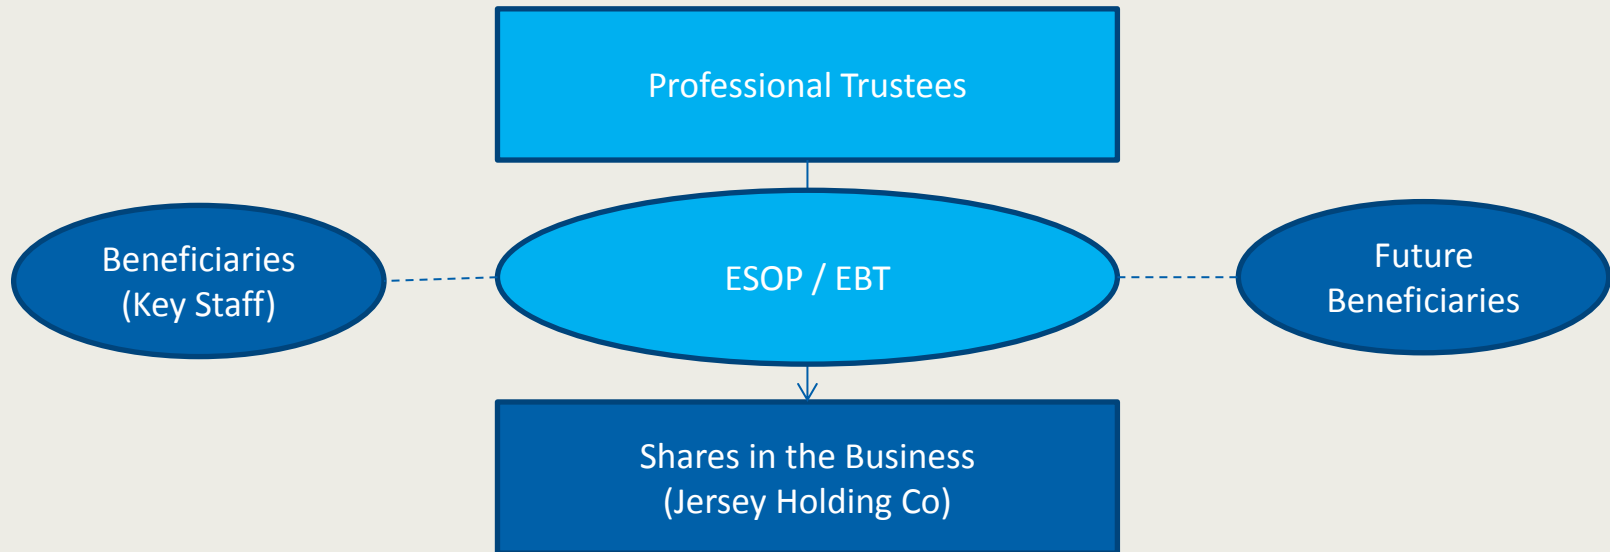 Professional Trustees
Beneficiaries
(Key Staff)
ESOP / EBT
Future
Beneficiaries
Shares in the Business
(Jersey Holding Co)